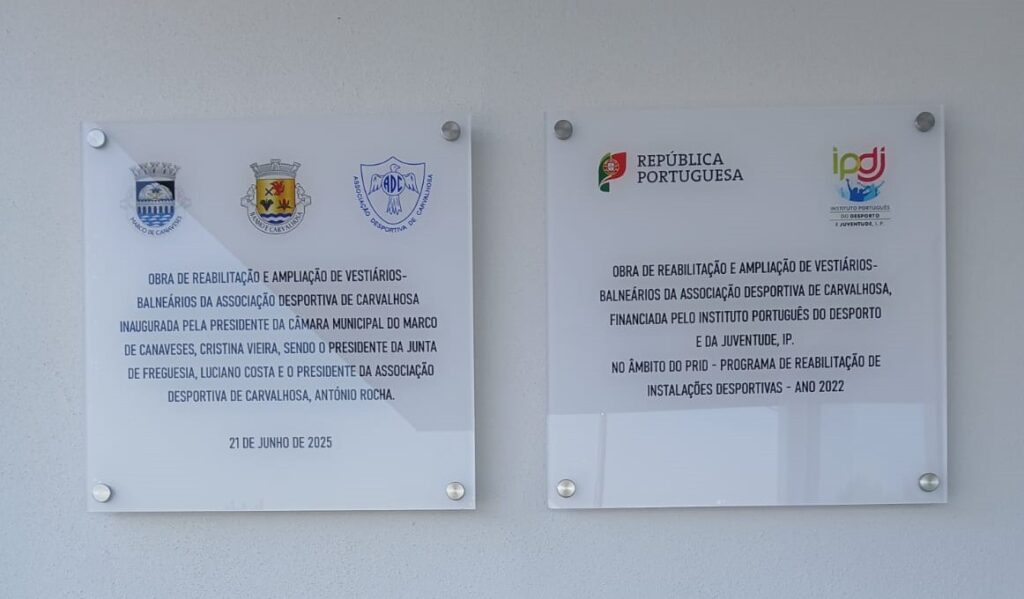 MARCO DE CANAVESES
BANHO E CARVALHOSA
ADC
ASSOCIAÇÃO DESPORTIVA DE CARVALHOSA
OBRA DE REABILITAÇÃO E AMPLIAÇÃO DE VESTIÁRIOS-
BALNEÁRIOS DA ASSOCIAÇÃO DESPORTIVA DE CARVALHOSA
INAUGURADA PELA PRESIDENTE DA CÂMARA MUNICIPAL DO MARCO
DE CANAVESES, CRISTINA VIEIRA, SENDO O PRESIDENTE DA JUNTA
DE FREGUESIA, LUCIANO COSTA E O PRESIDENTE DA ASSOCIAÇÃO
DESPORTIVA DE CARVALHOSA, ANTÓNIO ROCHA.
21 DE JUNHO DE 2025
REPÚBLICA
PORTUGUESA
ipdj
INSTITUTO PORTUGUÊS
DO DESPORTO
E JUVENTUDE, I. P.
OBRA DE REABILITAÇÃO E AMPLIAÇÃO DE VESTIÁRIOS-
BALNEÁRIOS DA ASSOCIAÇÃO DESPORTIVA DE CARVALHOSA,
FINANCIADA PELO INSTITUTO PORTUGUÊS DO DESPORTO
E DA JUVENTUDE, IP.
NO ÂMBITO DO PRID - PROGRAMA DE REABILITAÇÃO DE
INSTALAÇÕES DESPORTIVAS - ANO 2022